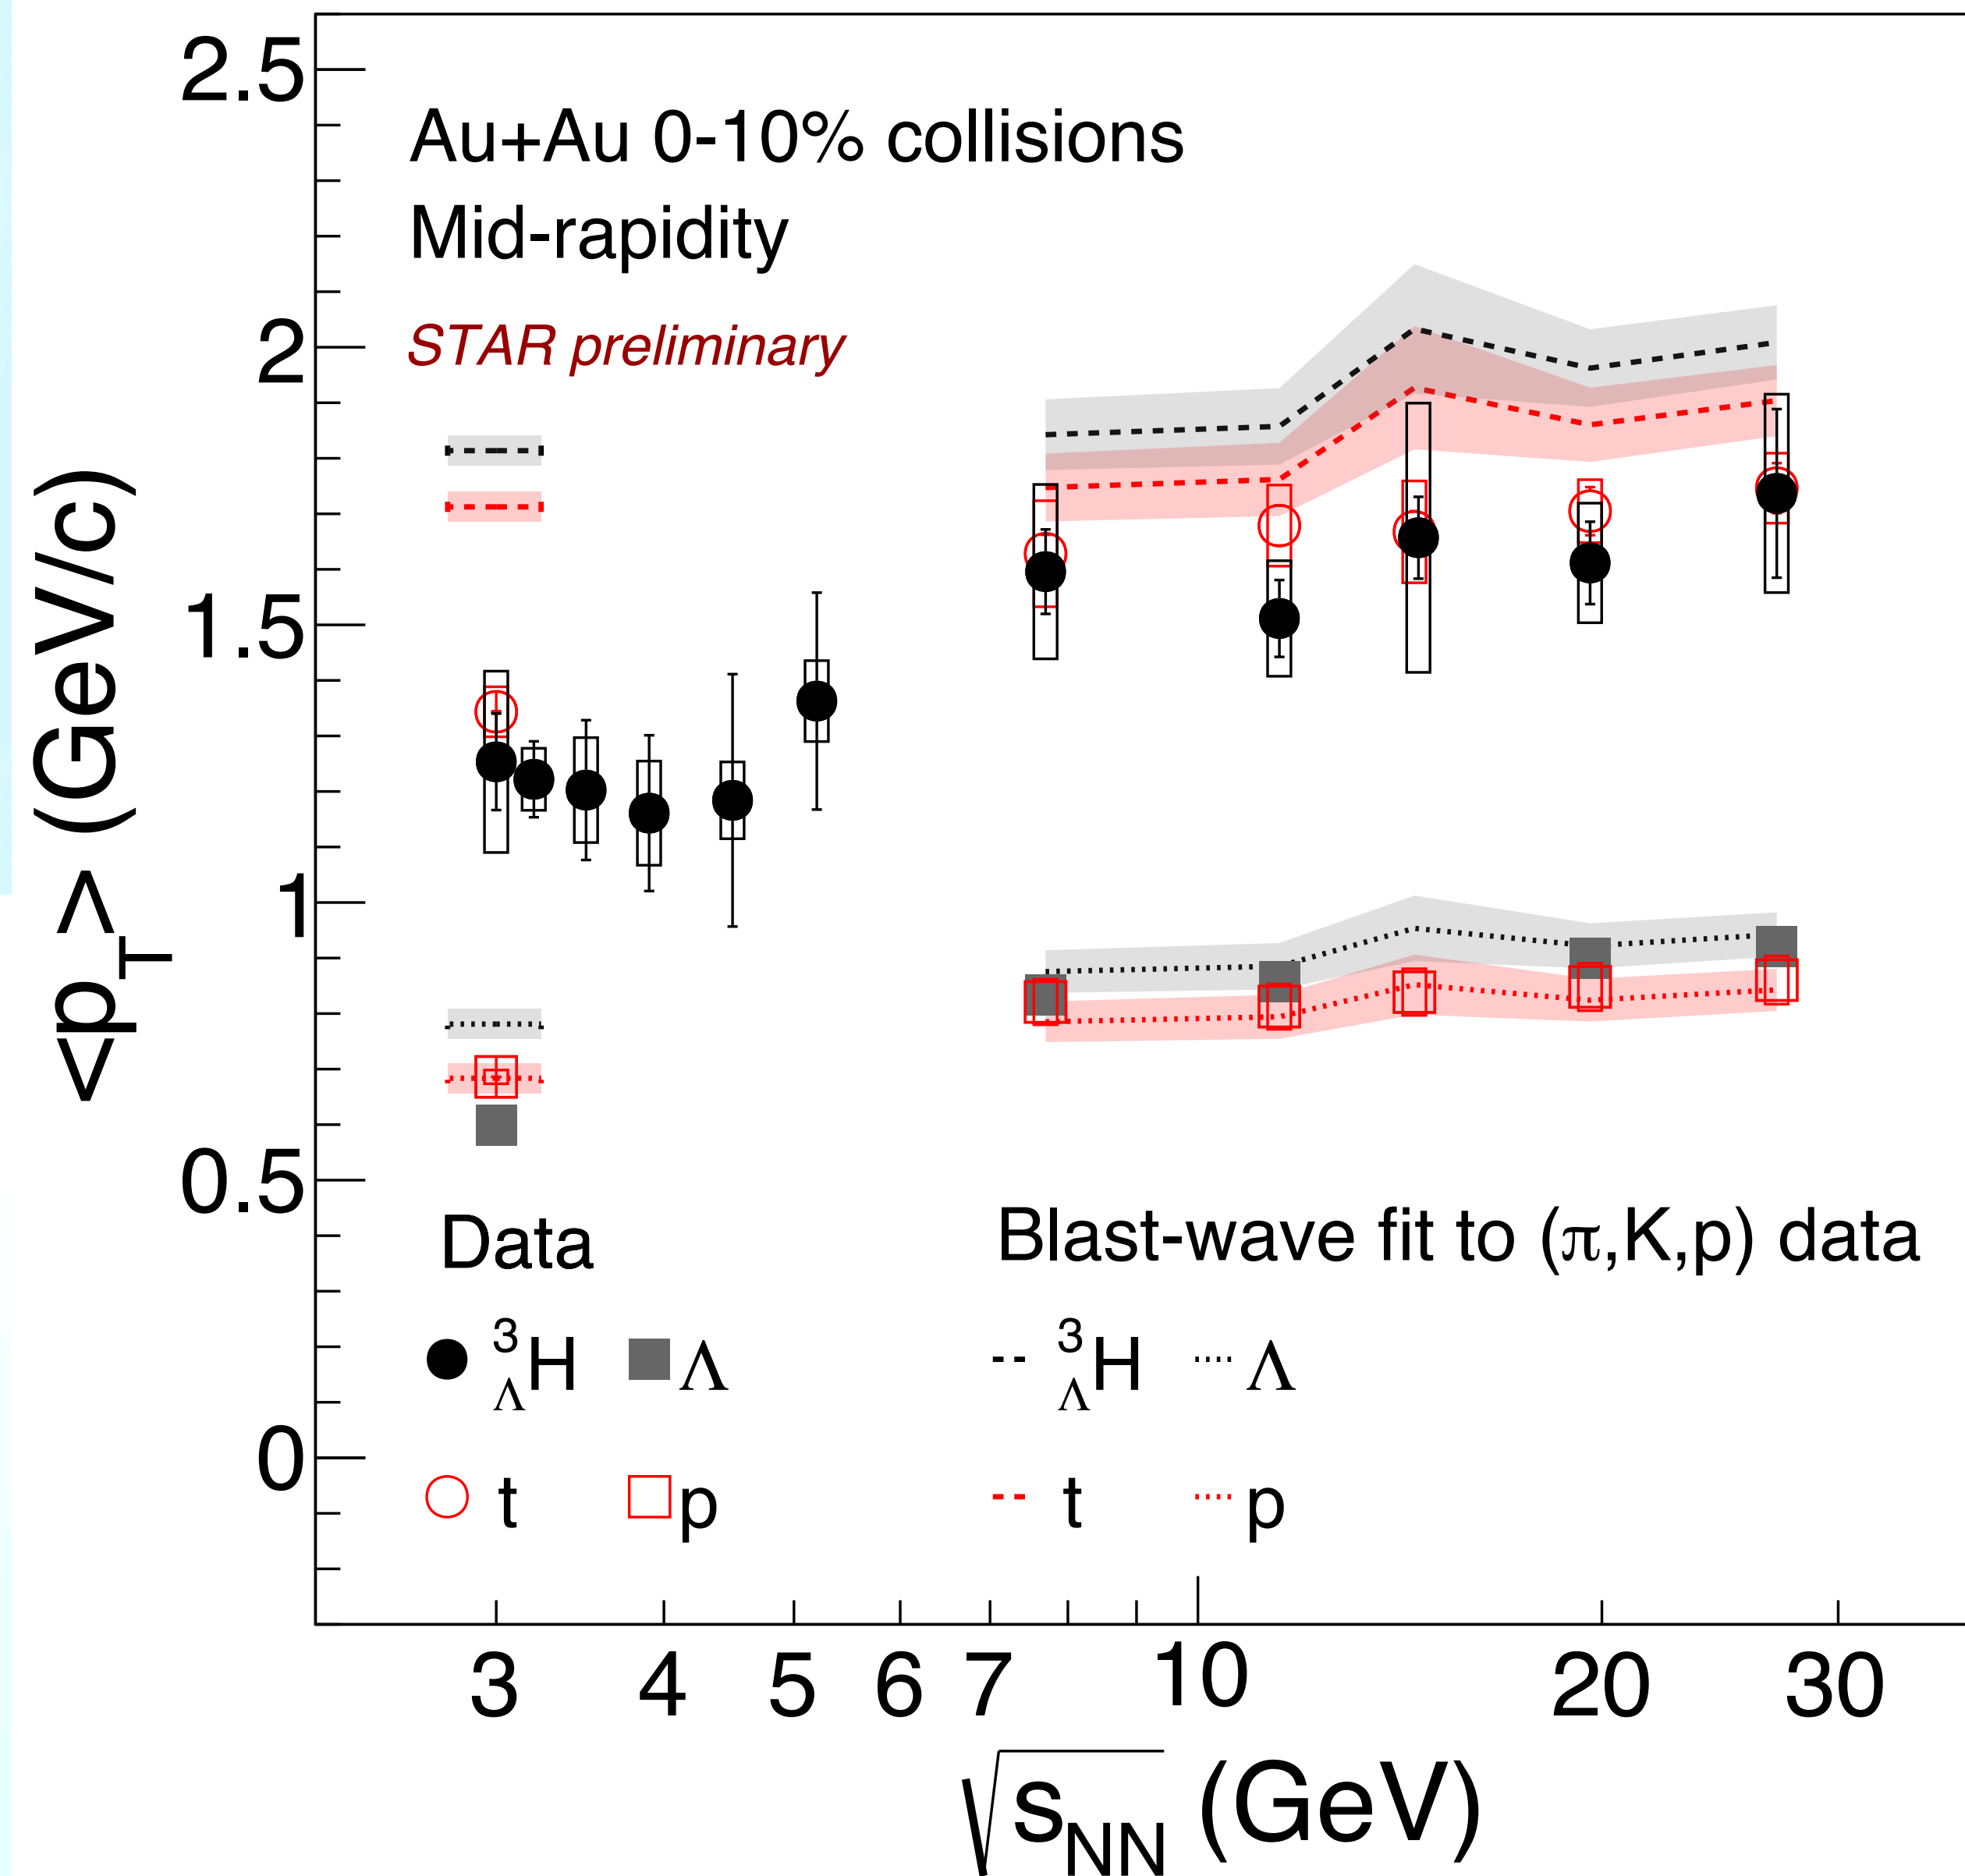 2.5
Au+Au 0-10% collisions
Mid-rapidity
2
STAR preliminary
<pT> (GeV/c)
1.5
1
0.5
Data
Blast-wave fit to (π,K,p) data
3ΛH Λ
3ΛH Λ
0
t p
t p
3 4 5 6 7 10 20 30
√sNN (GeV)